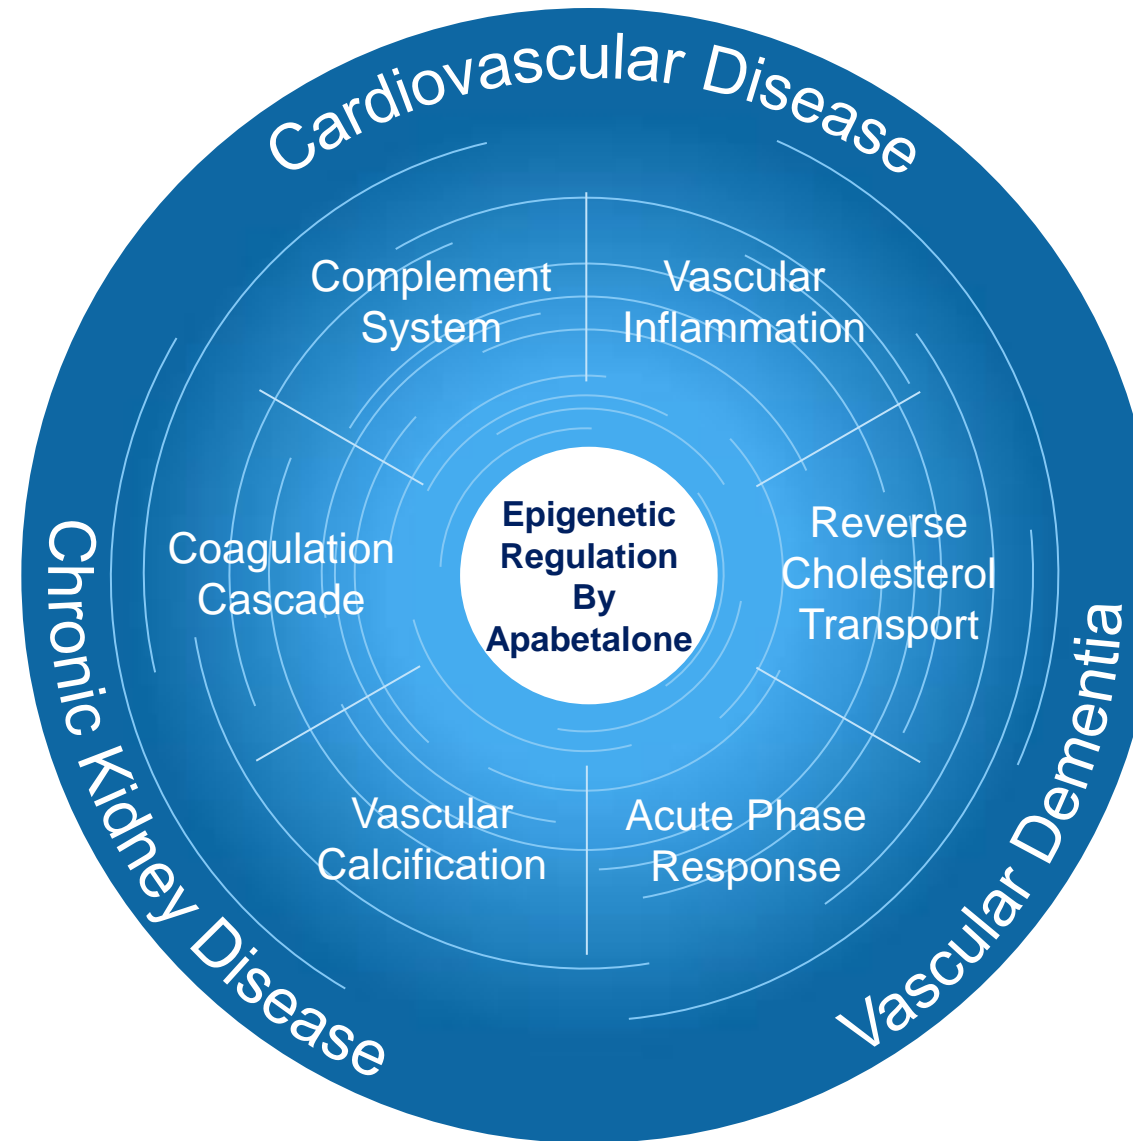 Cardiovascular Disease
Complement
System
Vascular
Inflammation
Coagulation
Cascade
Epigenetic
Regulation
By
Apabetalone
Reverse
Cholesterol
Transport
Vascular
Calcification
Acute Phase
Response
Chronic Kidney Disease
Vascular Dementia